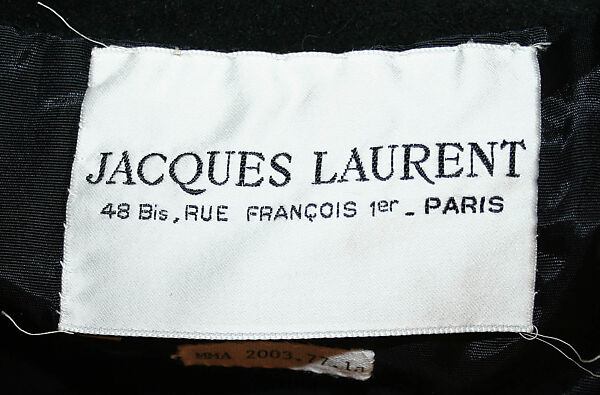 JACQUES LAURENT
48 Bis, RUE FRANÇOIS 1er - PARIS
MMA 2003.77.1a